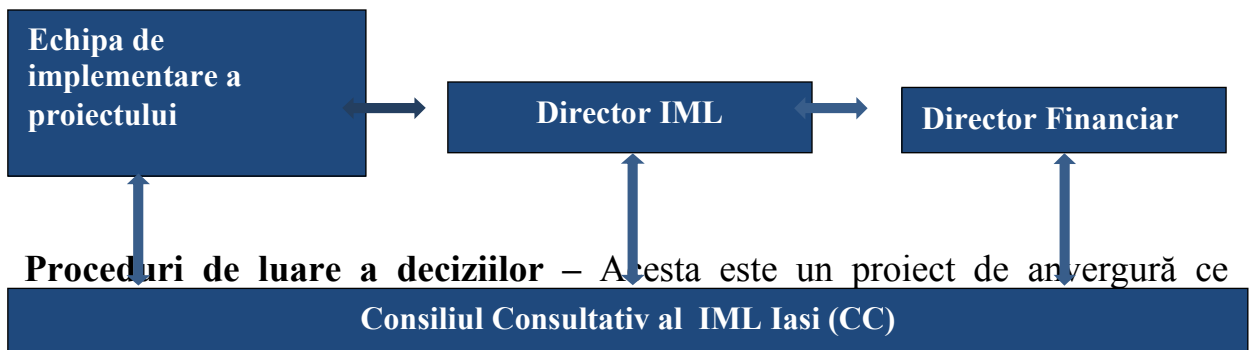 Echipa de
implementare a
proiectului
Director IML
Director Financiar
Proceduri de luare a deciziilor – Acesta este un proiect de anvergură ce
Consiliul Consultativ al IML Iasi (CC)